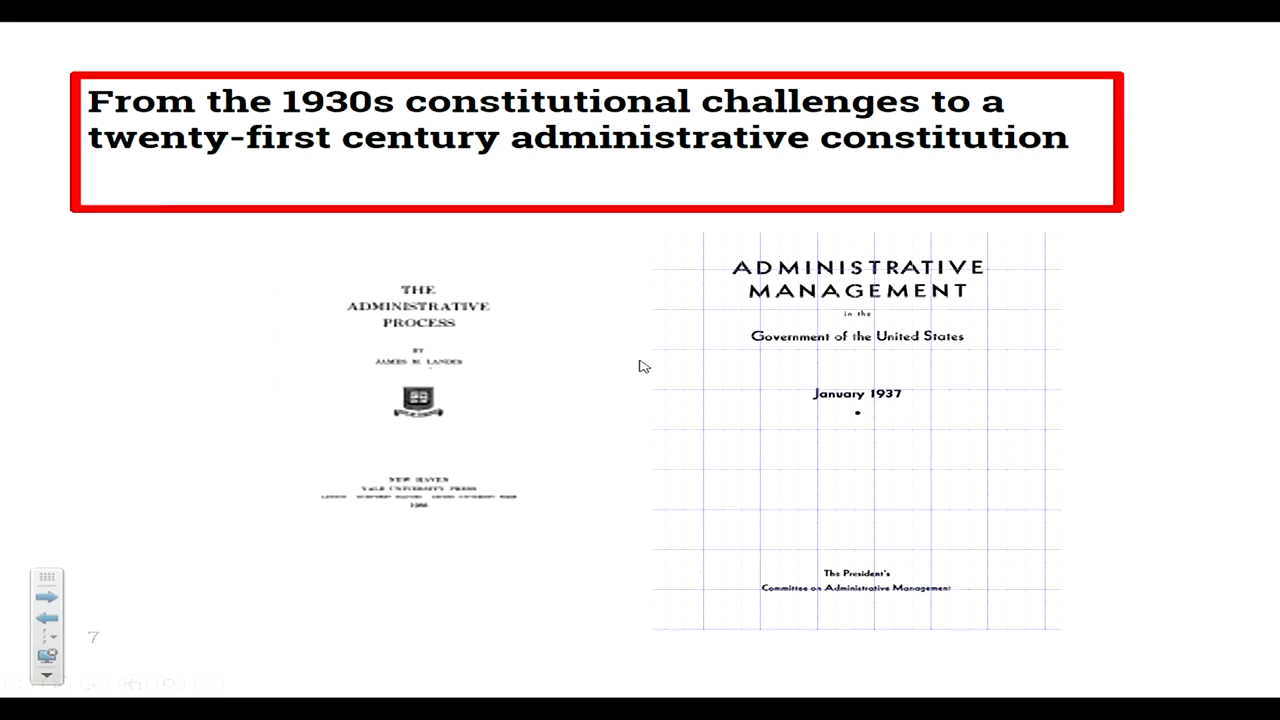 From the 1930s constitutional challenges to a
twenty-first century administrative constitution
THE
ADMINISTRATIVE
PROCESS
BY
JAMES M. LANDIS
NEW HAVEN
YALE UNIVERSITY PRESS
ADMINISTRATIVE
MANAGEMENT
in the
Government of the United States
January 1937
The President's
Committee on Administrative Management
7